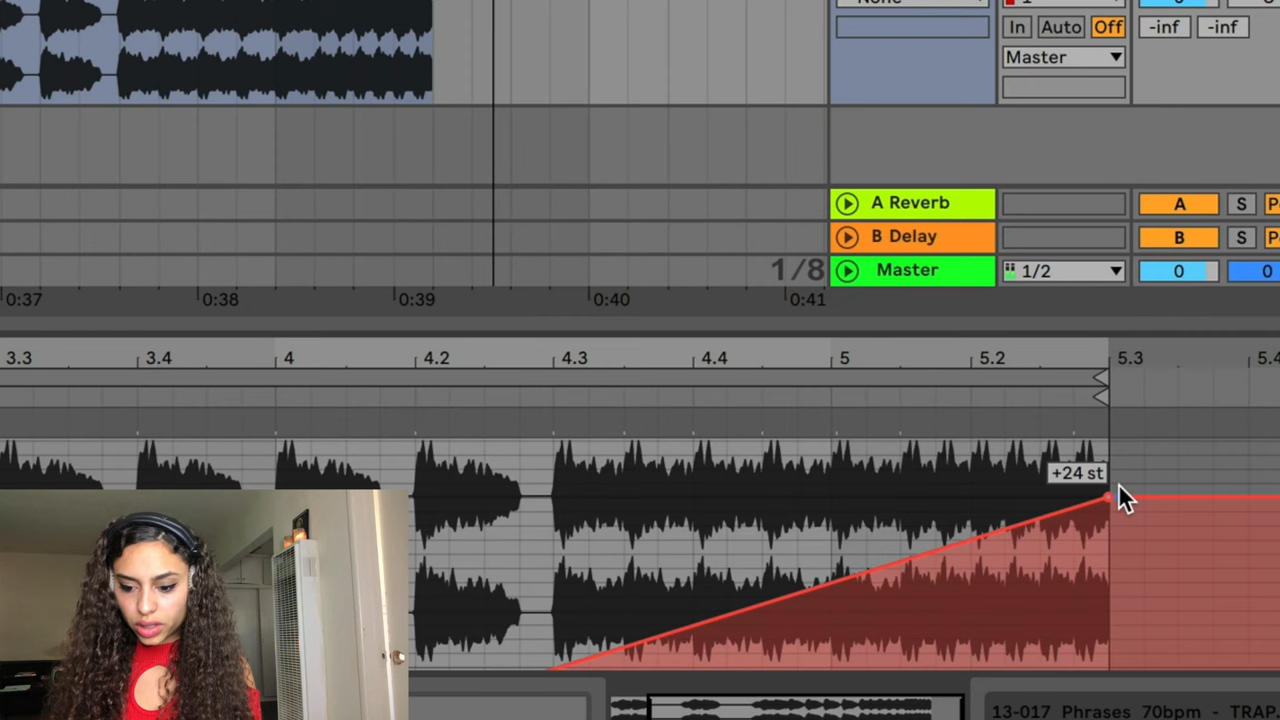 None 1 0
In Auto Off -inf -inf
Master
A Reverb A S
B Delay B S
1/8 Master 1/2 0 0
0:37 0:38 0:39 0:40 0:41
3.3 3.4 4 4.2 4.3 4.4 5 5.2 5.3 5.4
+24 st
13-017 Phrases 70bpm - TRAP